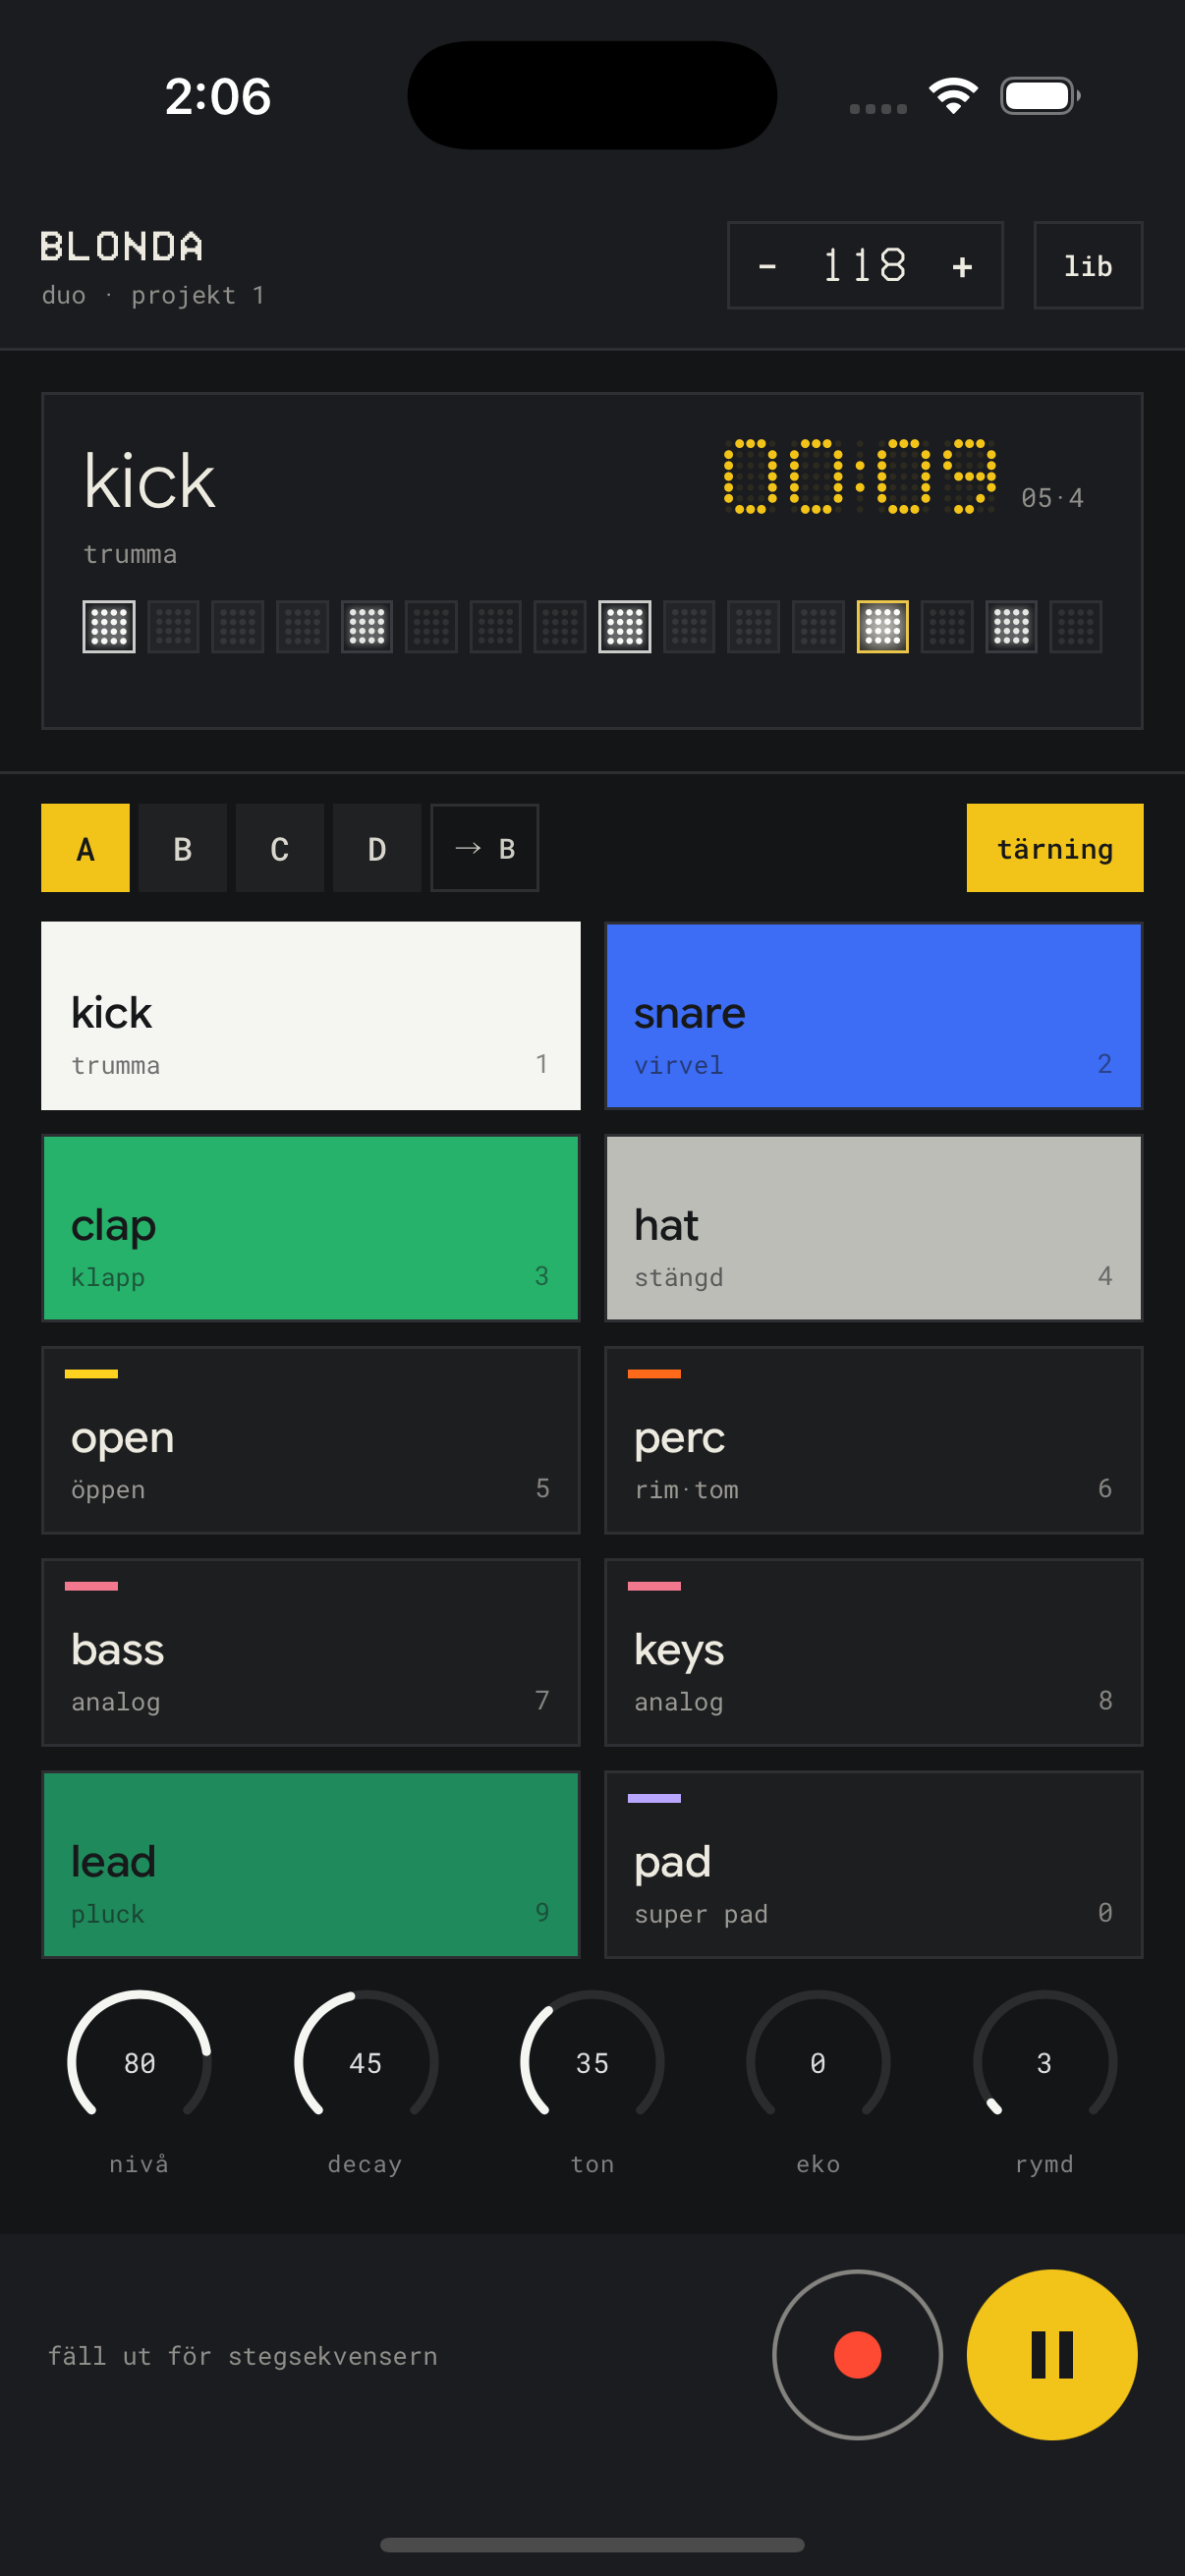 2:06
BLONDA
duo · projekt 1
- 118 +
lib
kick
00:09
05·4
trumma
A B C D → B
tärning
kick
trumma 1
snare
virvel 2
clap
klapp 3
hat
stängd 4
open
öppen 5
perc
rim·tom 6
bass
analog 7
keys
analog 8
lead
pluck 9
pad
super pad 0
80 45 35 0 3
nivå decay ton eko rymd
fäll ut för stegsekvensern